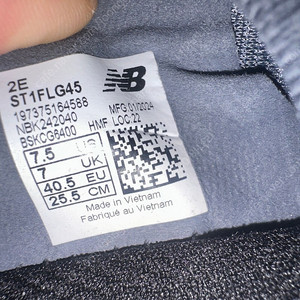 2E
ST1FLG45
197375164588
NBK242040 MFG 01/2024
BSKCG6400 HMF LOC:22
7.5 US
7 UK
40.5 EU
25.5 CM
Made in Vietnam
Fabriqué au Vietnam